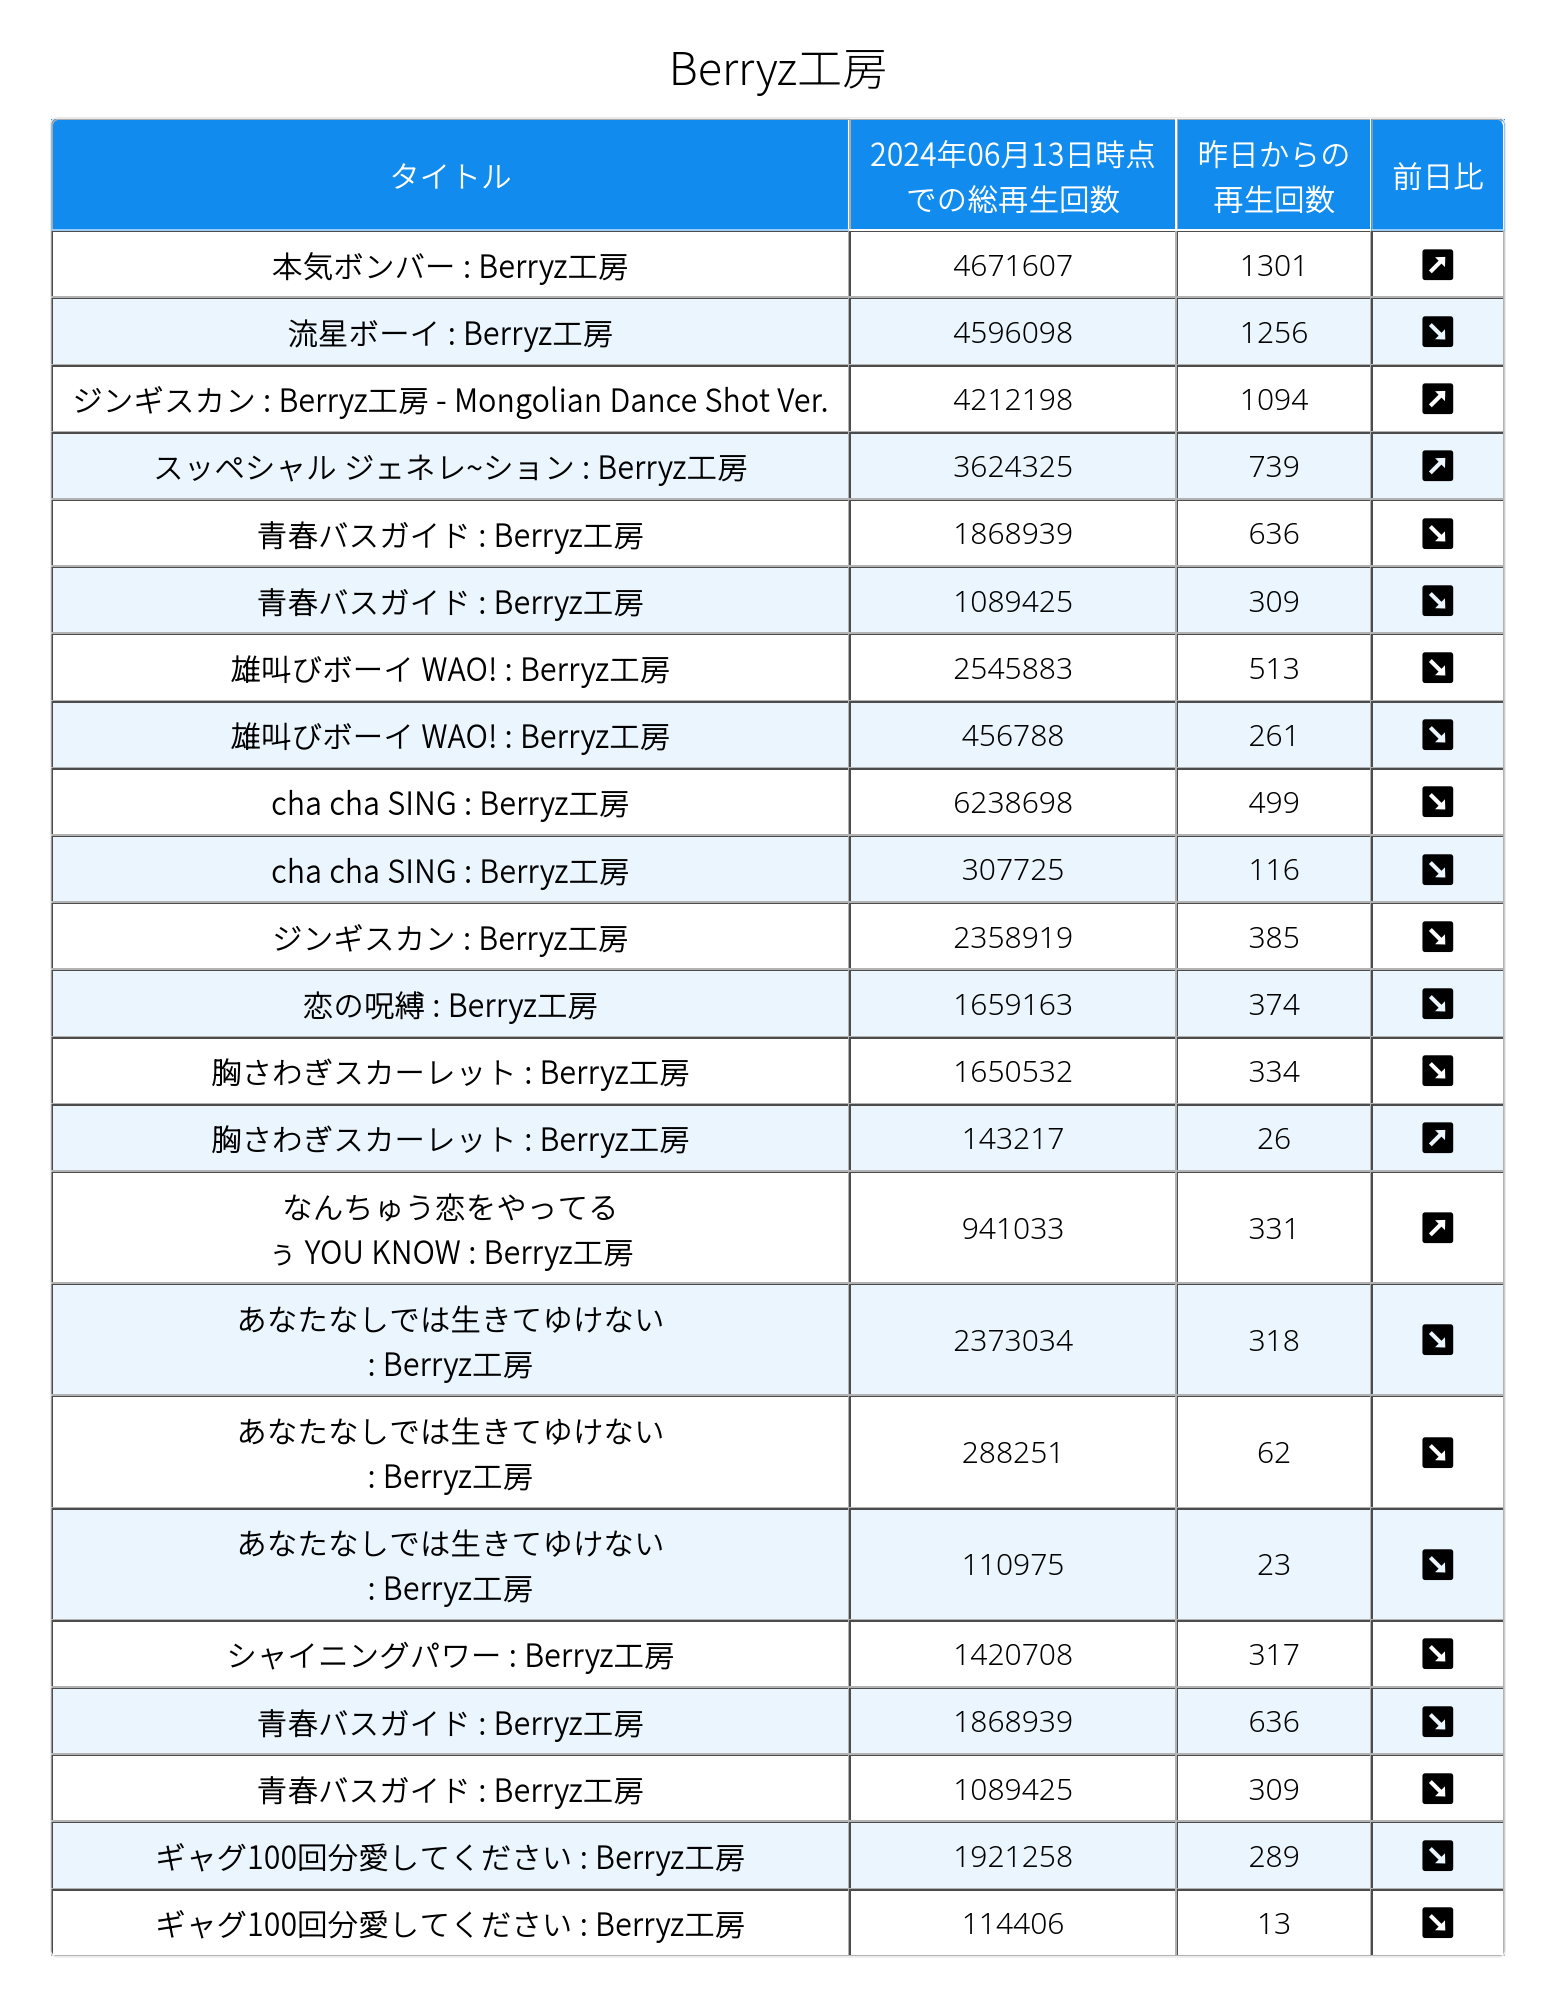 Berryz工房
タイトル
2024年06月13日時点
での総再生回数
昨日からの
再生回数
前日比
本気ボンバー : Berryz工房 4671607 1301
流星ボーイ : Berryz工房 4596098 1256
ジンギスカン : Berryz工房 - Mongolian Dance Shot Ver. 4212198 1094
スッペシャル ジェネレ~ション : Berryz工房 3624325 739
青春バスガイド : Berryz工房 1868939 636
青春バスガイド : Berryz工房 1089425 309
雄叫びボーイ WAO! : Berryz工房 2545883 513
雄叫びボーイ WAO! : Berryz工房 456788 261
cha cha SING : Berryz工房 6238698 499
cha cha SING : Berryz工房 307725 116
ジンギスカン : Berryz工房 2358919 385
恋の呪縛 : Berryz工房 1659163 374
胸さわぎスカーレット : Berryz工房 1650532 334
胸さわぎスカーレット : Berryz工房 143217 26
なんちゅう恋をやってる
ぅ YOU KNOW : Berryz工房 941033 331
あなたなしでは生きてゆけない
: Berryz工房 2373034 318
あなたなしでは生きてゆけない
: Berryz工房 288251 62
あなたなしでは生きてゆけない
: Berryz工房 110975 23
シャイニングパワー : Berryz工房 1420708 317
青春バスガイド : Berryz工房 1868939 636
青春バスガイド : Berryz工房 1089425 309
ギャグ100回分愛してください : Berryz工房 1921258 289
ギャグ100回分愛してください : Berryz工房 114406 13